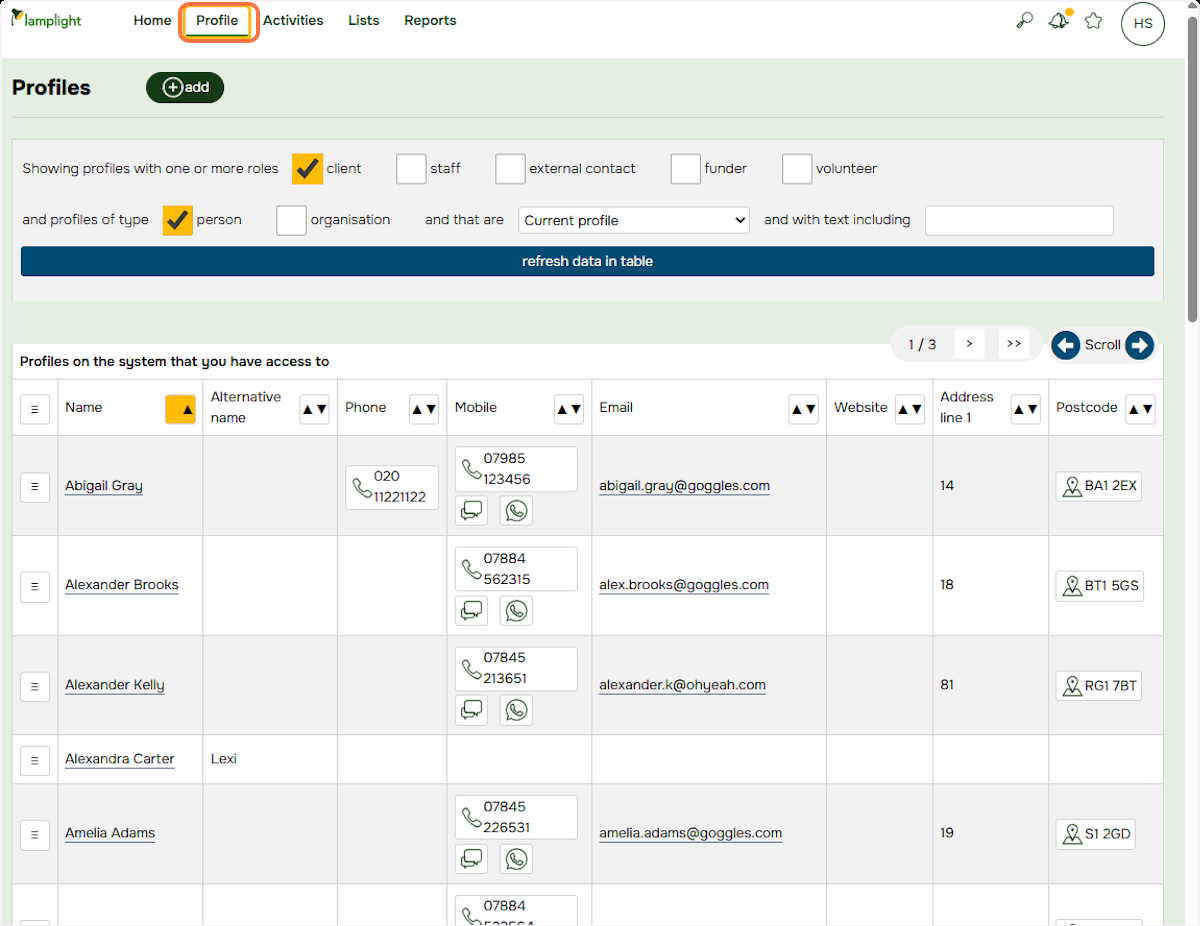 lamplight
Home Profile Activities Lists Reports
HS
Profiles
add
Showing profiles with one or more roles client staff external contact funder volunteer
and profiles of type person organisation and that are Current profile and with text including
refresh data in table
1 / 3 > >> Scroll
Profiles on the system that you have access to
Name
Alternative
name
Phone
Mobile
Email
Website
Address
line 1
Postcode
Abigail Gray
020
11221122
07985
123456
abigail.gray@goggles.com
14
BA1 2EX
Alexander Brooks
07884
562315
alex.brooks@goggles.com
18
BT1 5GS
Alexander Kelly
07845
213651
alexander.k@ohyeah.com
81
RG1 7BT
Alexandra Carter
Lexi
Amelia Adams
07845
226531
amelia.adams@goggles.com
19
S1 2GD
07884